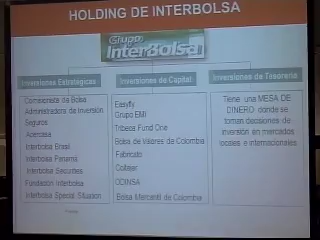 HOLDING DE INTERBOLSA
Grupo
InterBolsa
Inversiones Estratégicas
Comisionista de Bolsa
Administradora de Inversión
Seguros
Acercasa
Interbolsa Brasil
Interbolsa Panamá
Interbolsa Securities
Fundación Interbolsa
Interbolsa Special Situation
Inversiones de Capital
Easyfly
Grupo EMI
Tribeca Fund One
Bolsa de Valores de Colombia
Fabricato
Coltejer
ODINSA
Bolsa Mercantil de Colombia
Inversiones de Tesorería
Tiene una MESA DE
DINERO donde se
toman decisiones de
inversión en mercados
locales e internacionales